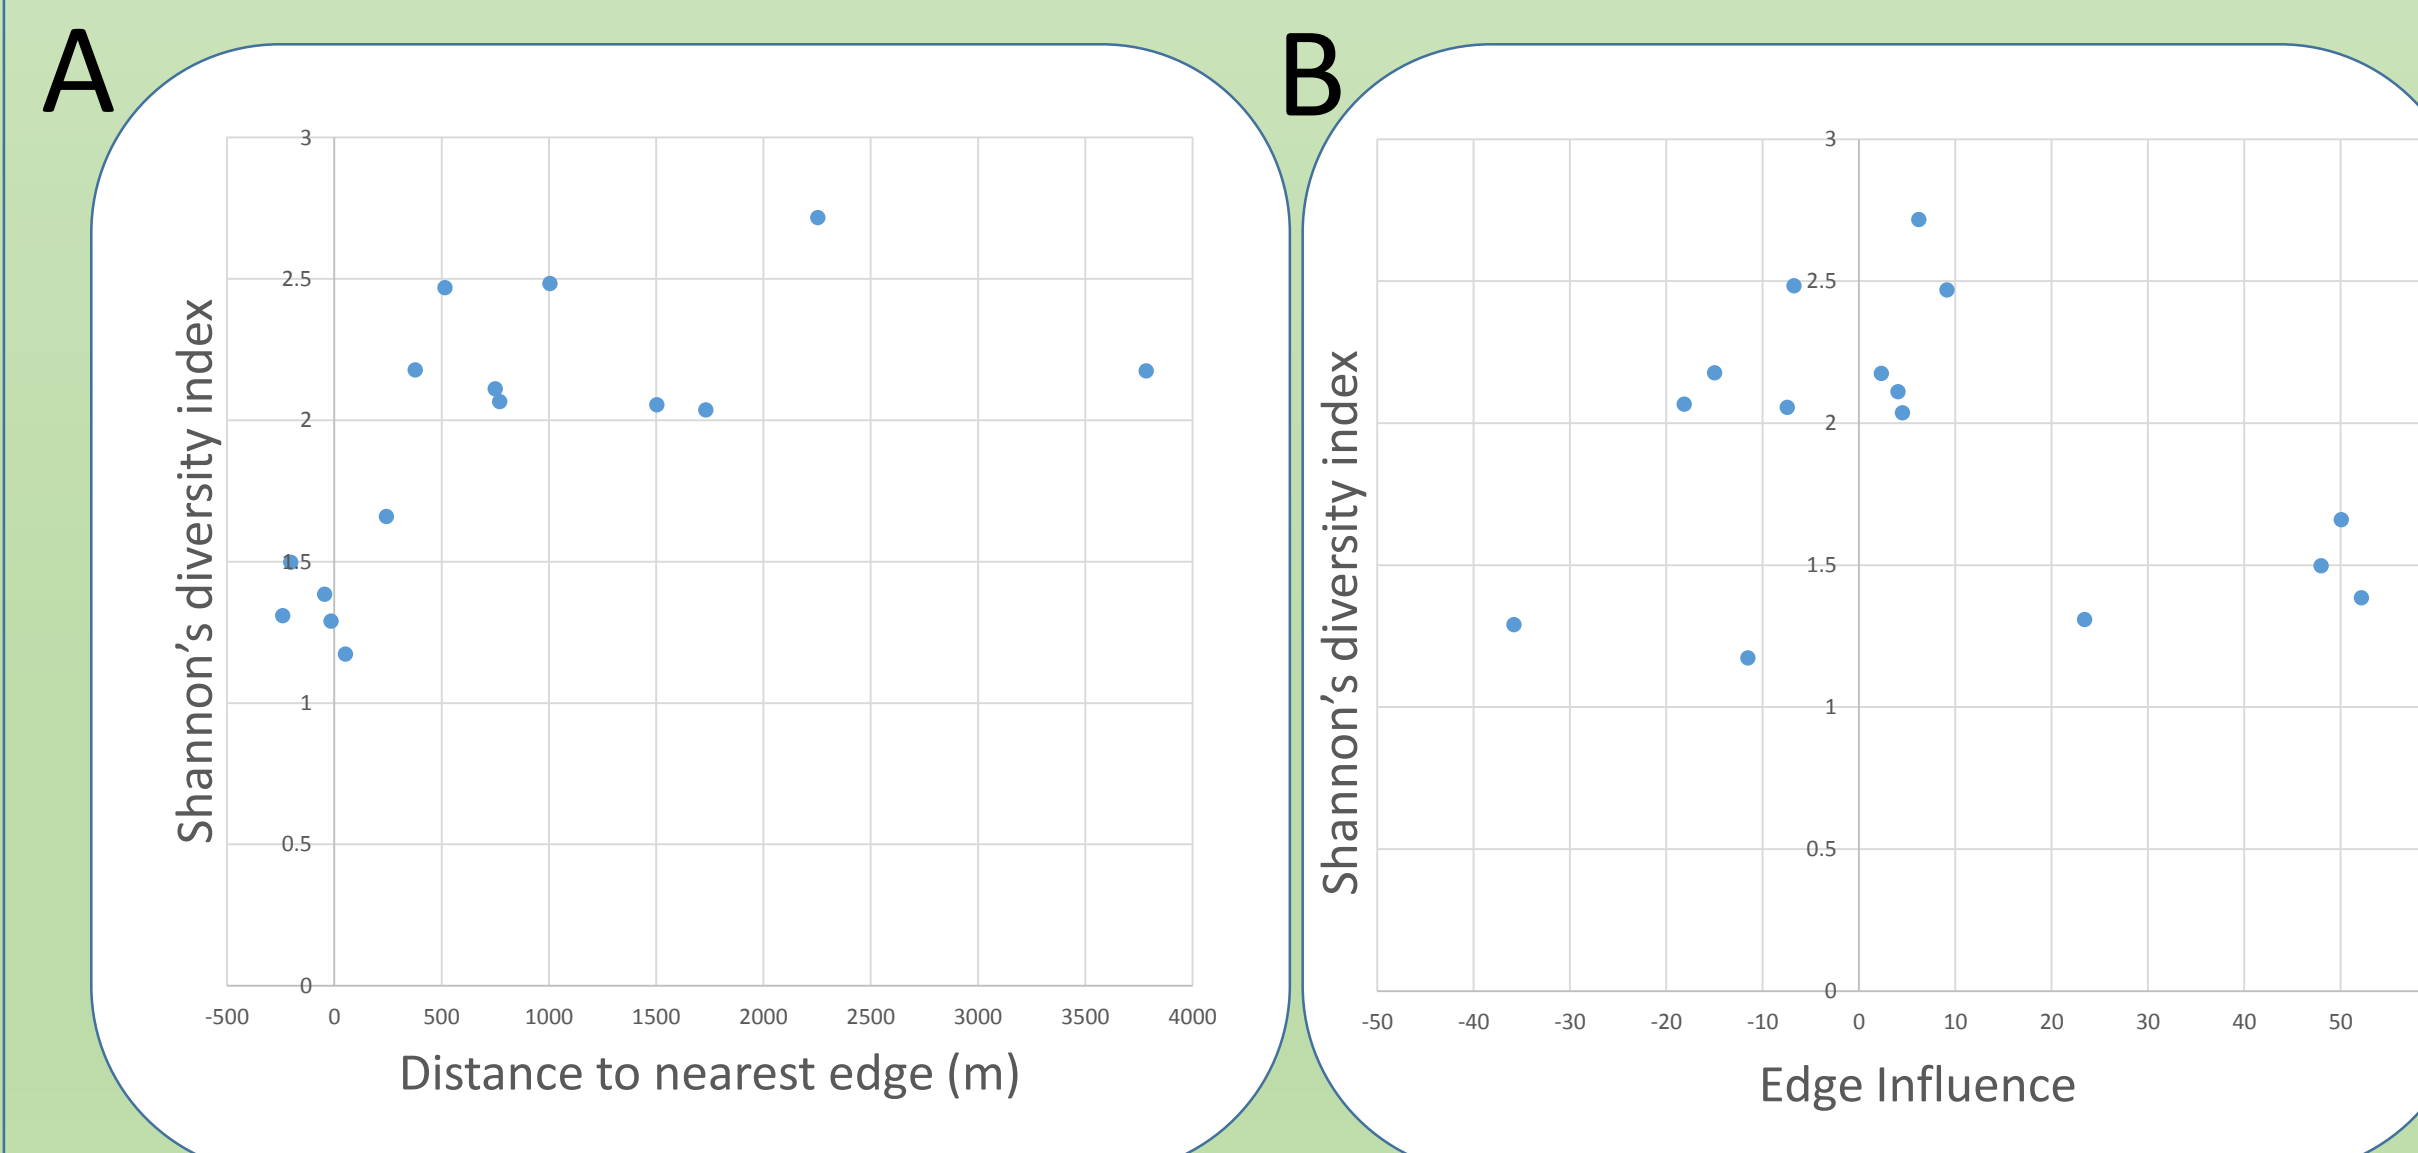 A
B
3
2.5
2
1.5
1
0.5
0
-500 0 500 1000 1500 2000 2500 3000 3500 4000
Shannon’s diversity index
Distance to nearest edge (m)
3
2.5
2
1.5
1
0.5
0
-50 -40 -30 -20 -10 0 10 20 30 40 50
Shannon’s diversity index
Edge Influence